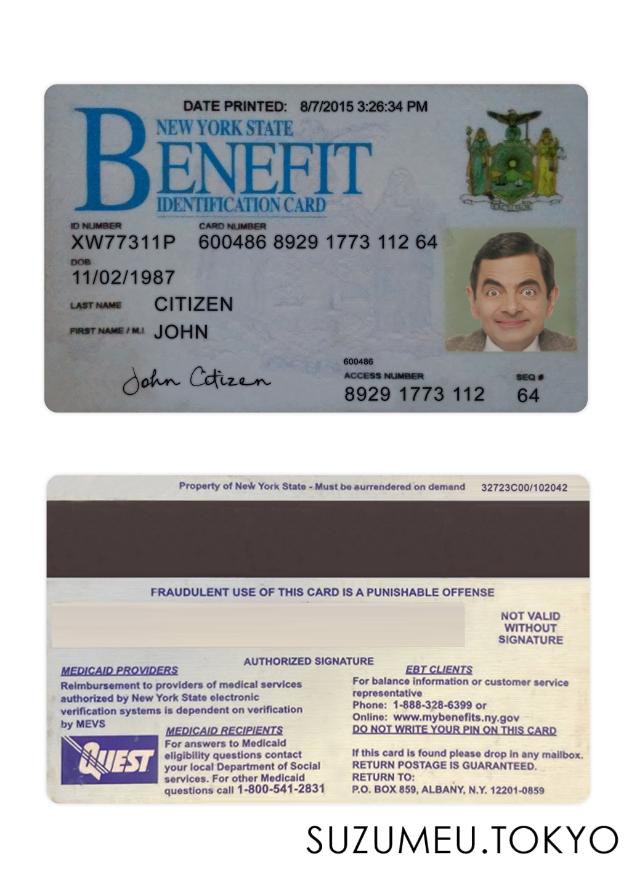 DATE PRINTED: 8/7/2015 3:26:34 PM
NEW YORK STATE
BENEFIT
IDENTIFICATION CARD
ID NUMBER CARD NUMBER
XW77311P 600486 8929 1773 112 64
DOB
11/02/1987
LAST NAME CITIZEN
FIRST NAME / M.I. JOHN
John Citizen
600486
ACCESS NUMBER SEQ #
8929 1773 112 64
Property of New York State - Must be aurrendered on demand 32723C00/102042
FRAUDULENT USE OF THIS CARD IS A PUNISHABLE OFFENSE
NOT VALID
WITHOUT
SIGNATURE
AUTHORIZED SIGNATURE
MEDICAID PROVIDERS
Reimbursement to providers of medical services
authorized by New York State electronic
verification systems is dependent on verification
by MEVS
QUEST
MEDICAID RECIPIENTS
For answers to Medicaid
eligibility questions contact
your local Department of Social
services. For other Medicaid
questions call 1-800-541-2831
EBT CLIENTS
For balance information or customer service
representative
Phone: 1-888-328-6399 or
Online: www.mybenefits.ny.gov
DO NOT WRITE YOUR PIN ON THIS CARD
If this card is found please drop in any mailbox.
RETURN POSTAGE IS GUARANTEED.
RETURN TO:
P.O. BOX 859, ALBANY, N.Y. 12201-0859
SUZUMEU.TOKYO